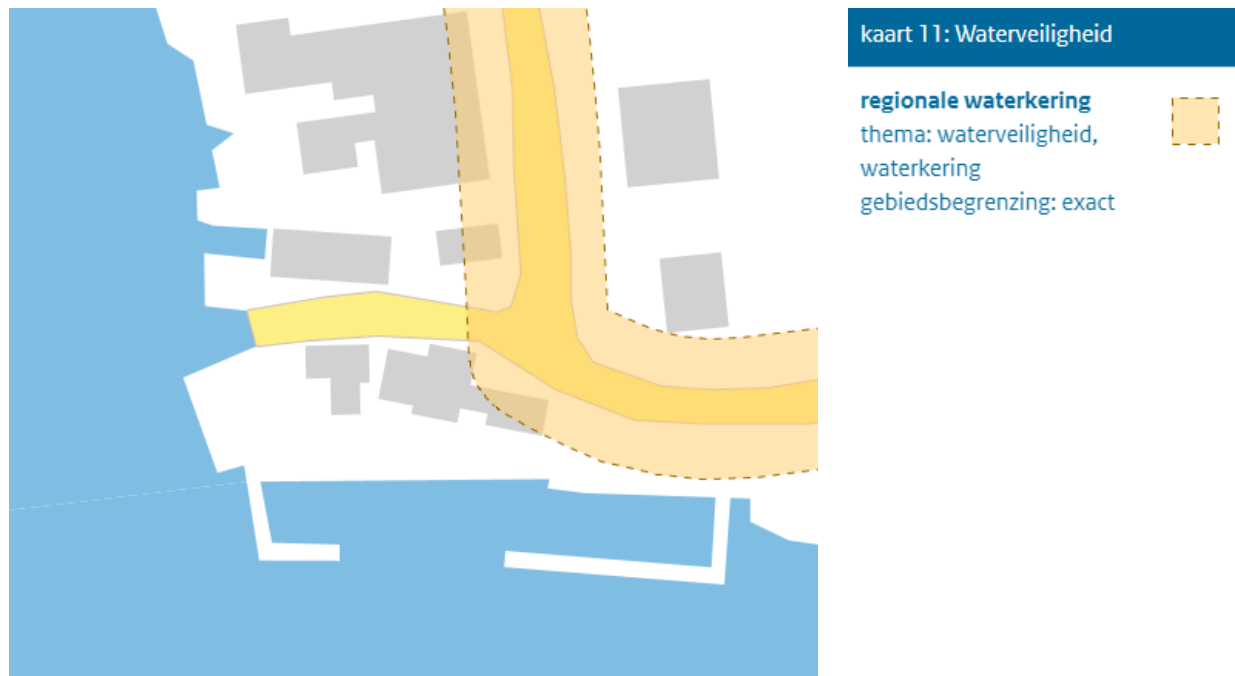 kaart 11: Waterveiligheid
regionale waterkering
thema: waterveiligheid,
waterkering
gebiedsbegrenzing: exact